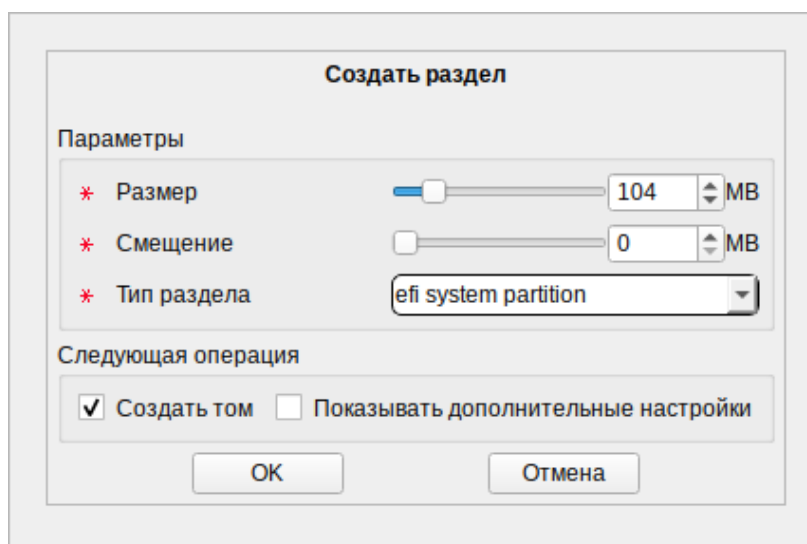 Создать раздел
Параметры
* Размер 104 MB
* Смещение 0 MB
* Тип раздела efi system partition
Следующая операция
Создать том Показывать дополнительные настройки
OK Отмена